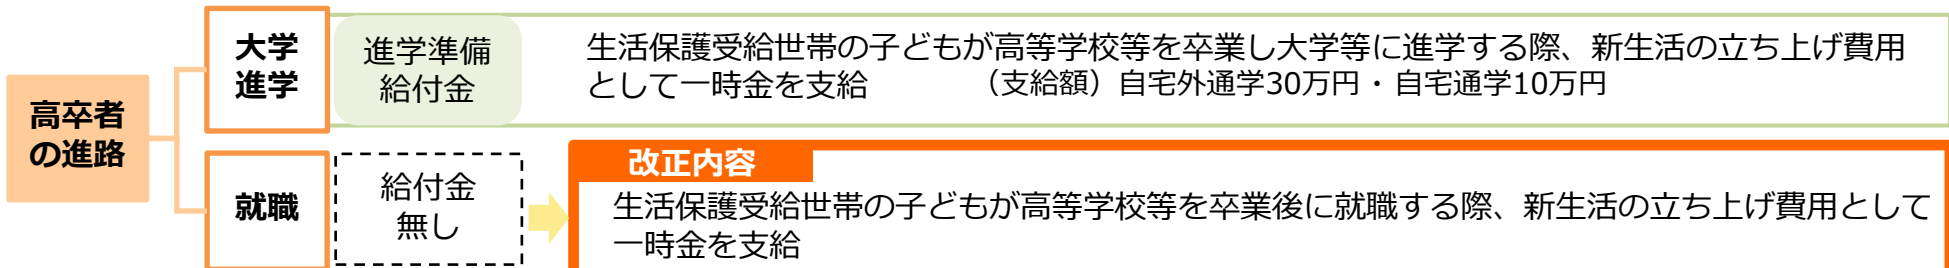 高卒者
の進路
大学
進学
進学準備
給付金
生活保護受給世帯の子どもが高等学校等を卒業し大学等に進学する際、新生活の立ち上げ費用
として一時金を支給　　　（支給額）自宅外通学30万円・自宅通学10万円
就職
給付金
無し
改正内容
生活保護受給世帯の子どもが高等学校等を卒業後に就職する際、新生活の立ち上げ費用として
一時金を支給